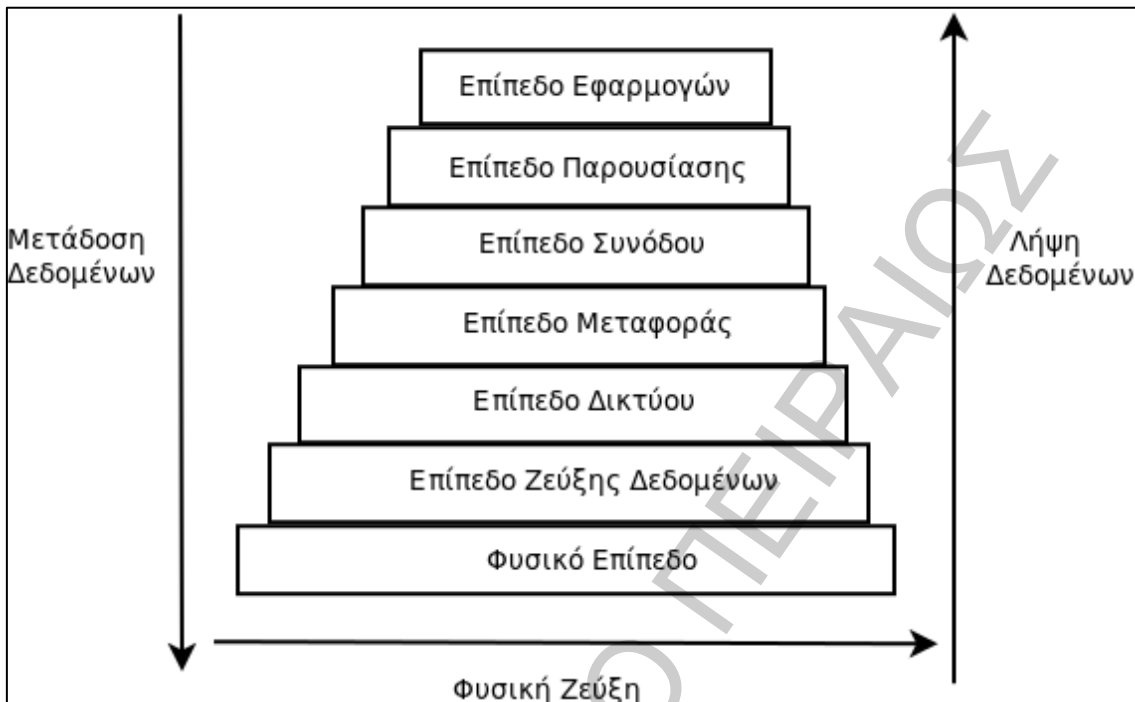 Επίπεδο Εφαρμογών
Επίπεδο Παρουσίασης
Επίπεδο Συνόδου
Επίπεδο Μεταφοράς
Επίπεδο Δικτύου
Επίπεδο Ζεύξης Δεδομένων
Φυσικό Επίπεδο
Μετάδοση
Δεδομένων
Λήψη
Δεδομένων
Φυσική Ζεύξη
Ο ΠΕΙΡΑΙΩΣ